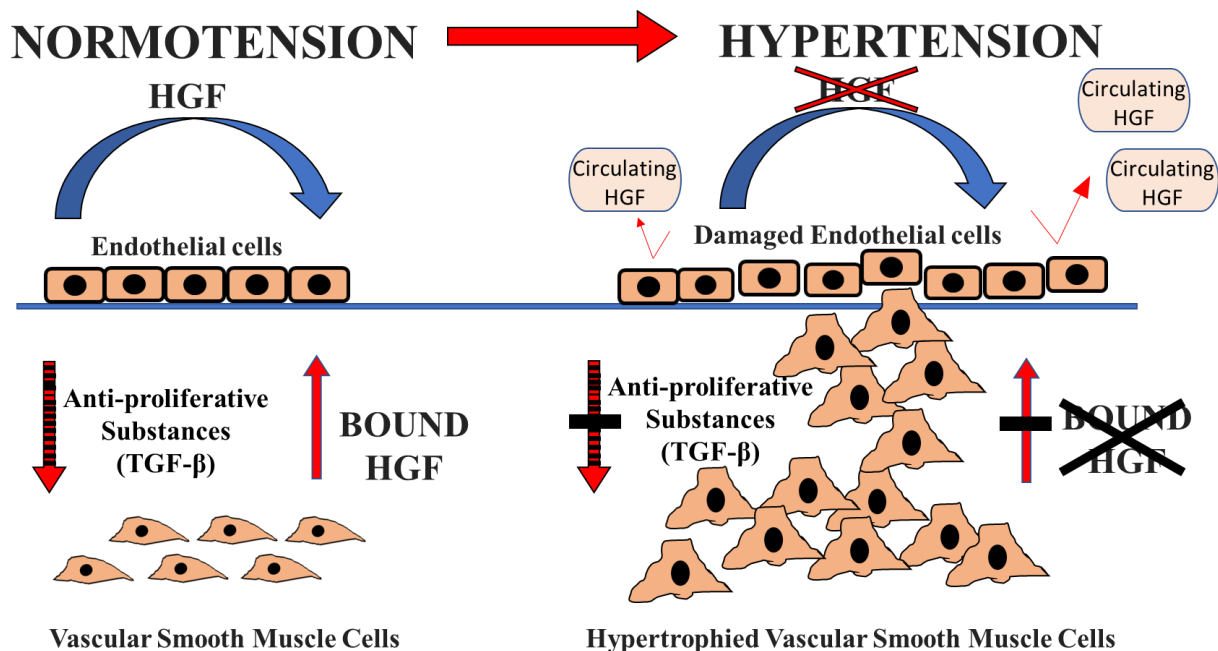 NORMOTENSION
HGF
Endothelial cells
Anti-proliferative
Substances
(TGF-β)
BOUND
HGF
Vascular Smooth Muscle Cells
HYPERTENSION
HGF
Circulating
HGF
Circulating
HGF
Circulating
HGF
Damaged Endothelial cells
Anti-proliferative
Substances
(TGF-β)
BOUND
HGF
Hypertrophied Vascular Smooth Muscle Cells